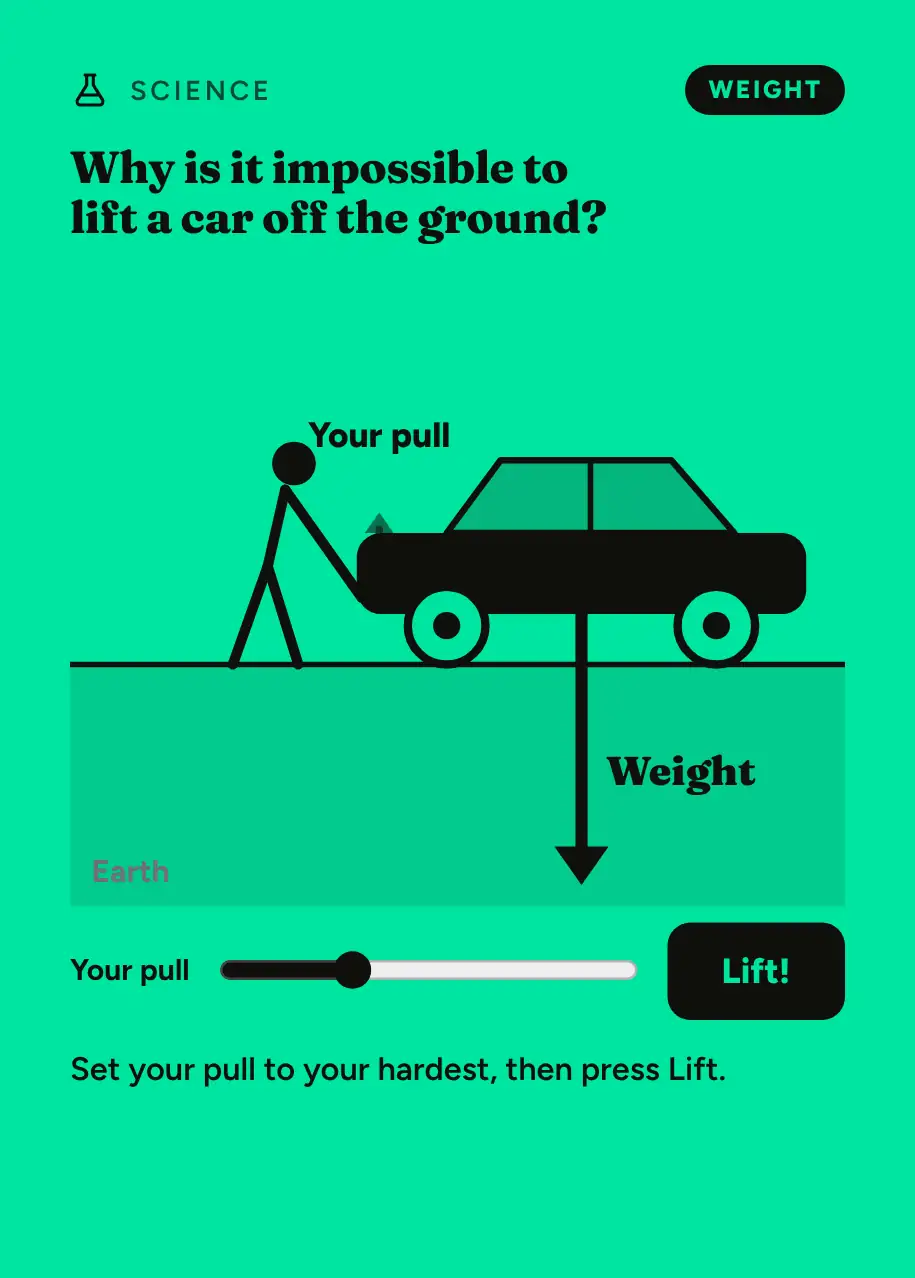 SCIENCE
WEIGHT
Why is it impossible to
lift a car off the ground?
Your pull
Weight
Earth
Your pull
Lift!
Set your pull to your hardest, then press Lift.